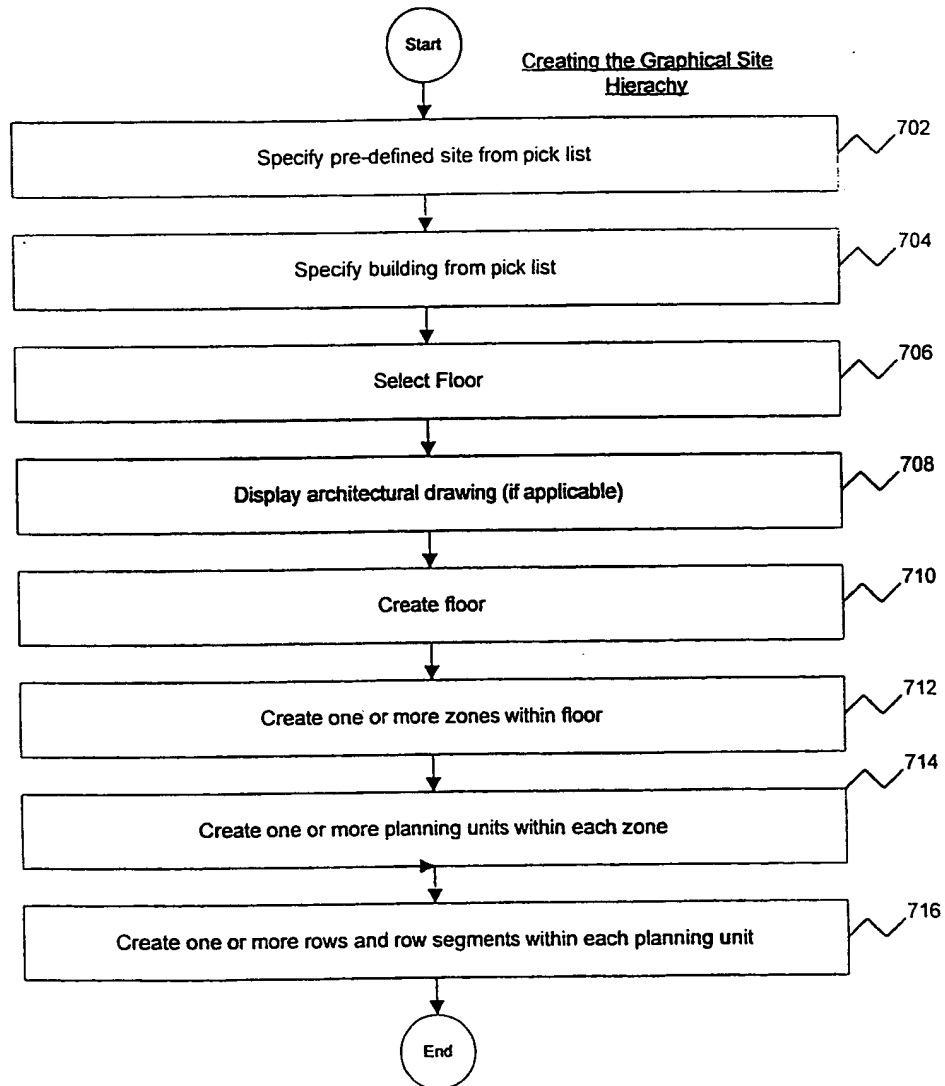 Start
Creating the Graphical Site
Hierachy
Specify pre-defined site from pick list
702
Specify building from pick list
704
Select Floor
706
Display architectural drawing (if applicable)
708
Create floor
710
Create one or more zones within floor
712
Create one or more planning units within each zone
714
Create one or more rows and row segments within each planning unit
716
End